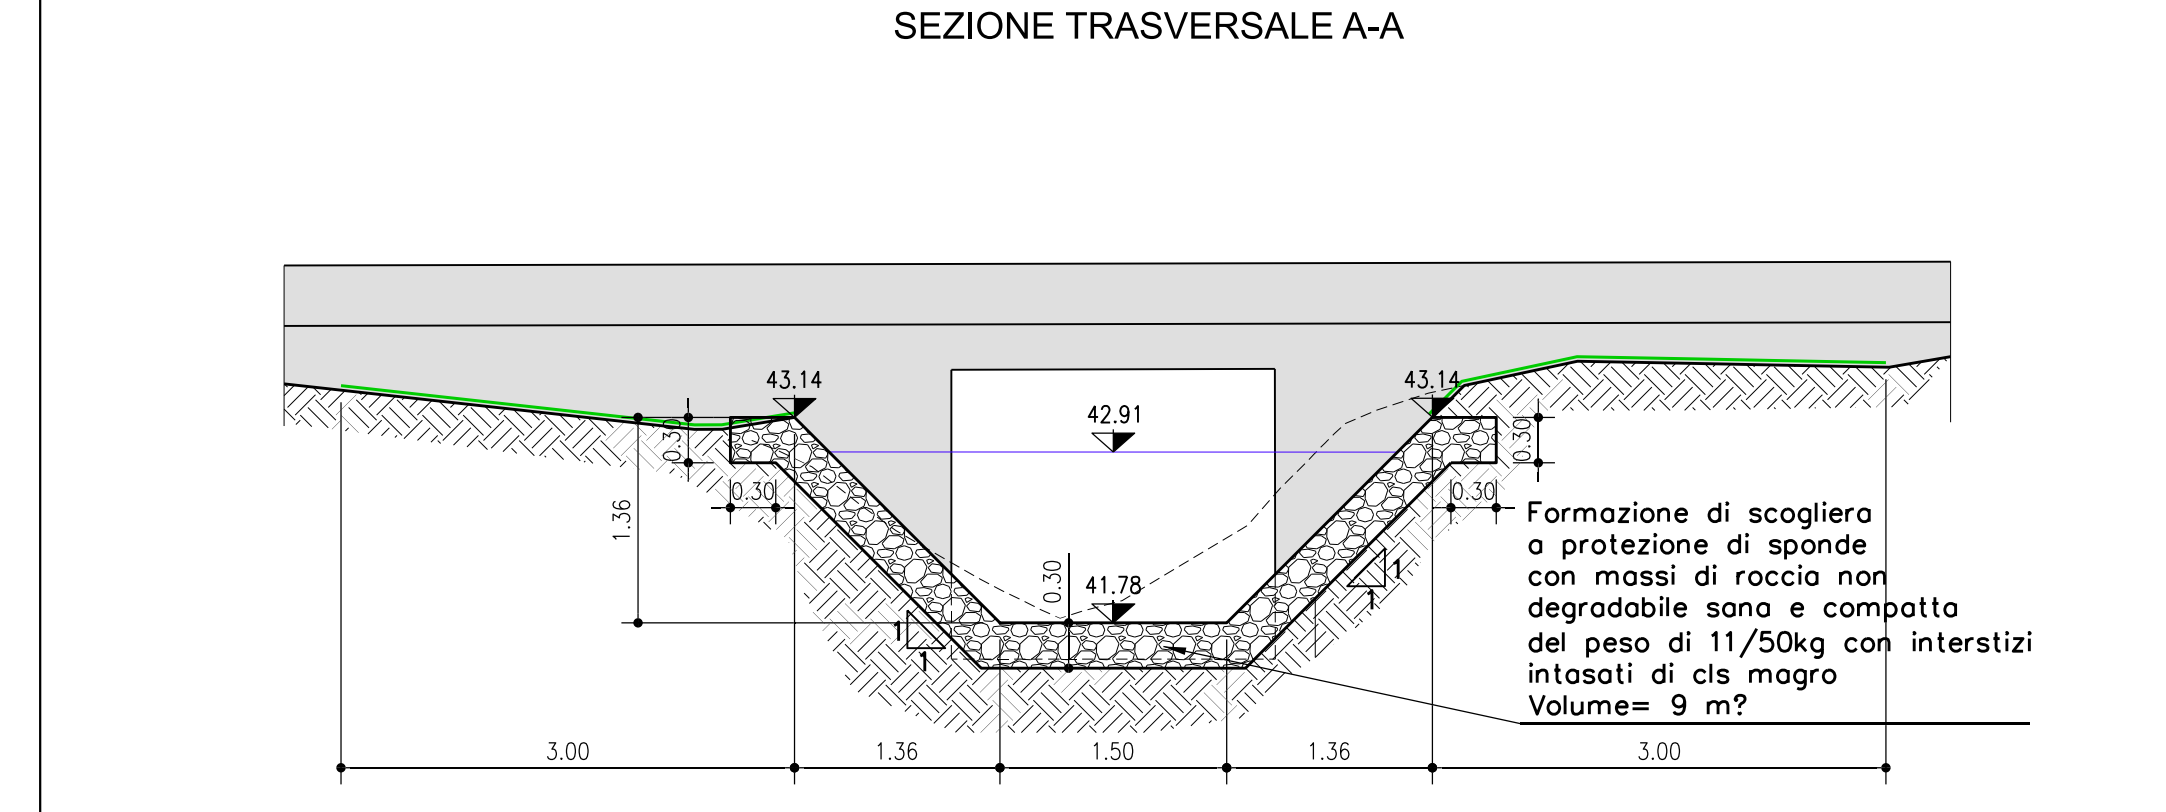 SEZIONE TRASVERSALE A-A
43.14
43.14
42.91
0.30
0.30
0.30
0.30
1.36
0.30
41.78
1
1
1
1
Formazione di scogliera
a protezione di sponde
con massi di roccia non
degradabile sana e compatta
del peso di 11/50kg con interstizi
intasati di cls magro
Volume= 9 m?
3.00
1.36
1.50
1.36
3.00